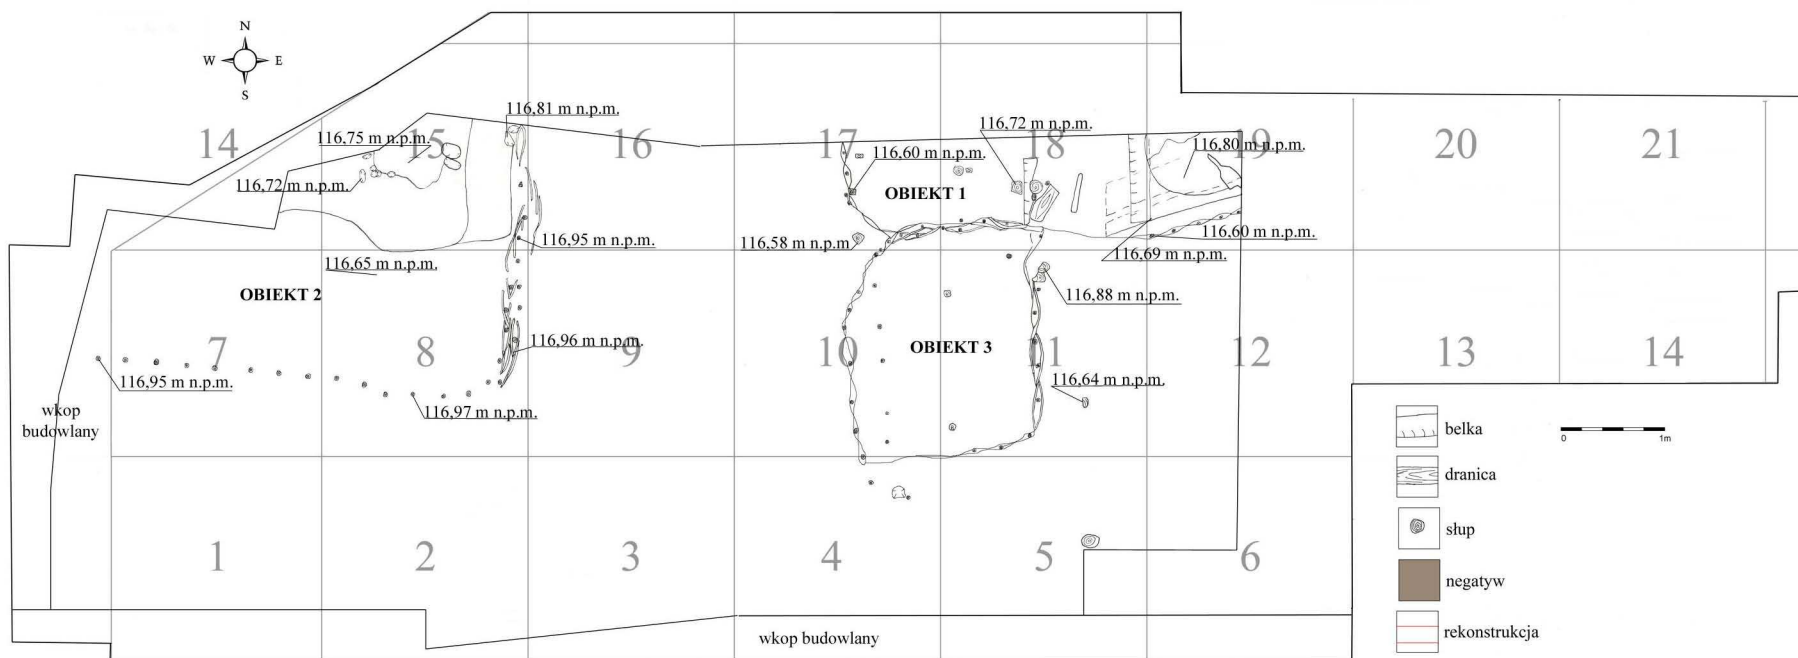 N
W E
S
116,81 m n.p.m.
14
116,75 m n.p.m.
15
16
17
116,72 m n.p.m.
18
19
20
21
116,60 m n.p.m.
116,80 m n.p.m.
116,72 m n.p.m.
OBIEKT 1
116,95 m n.p.m.
116,58 m n.p.m
116,60 m n.p.m.
116,69 m n.p.m.
116,65 m n.p.m.
OBIEKT 2
116,88 m n.p.m.
7
8
116,96 m n.p.m.
9
10
OBIEKT 3
11
12
13
14
116,95 m n.p.m.
116,64 m n.p.m.
116,97 m n.p.m.
wkop
budowlany
belka
0 1m
dranica
słup
1
2
3
4
5
6
negatyw
rekonstrukcja
wkop budowlany